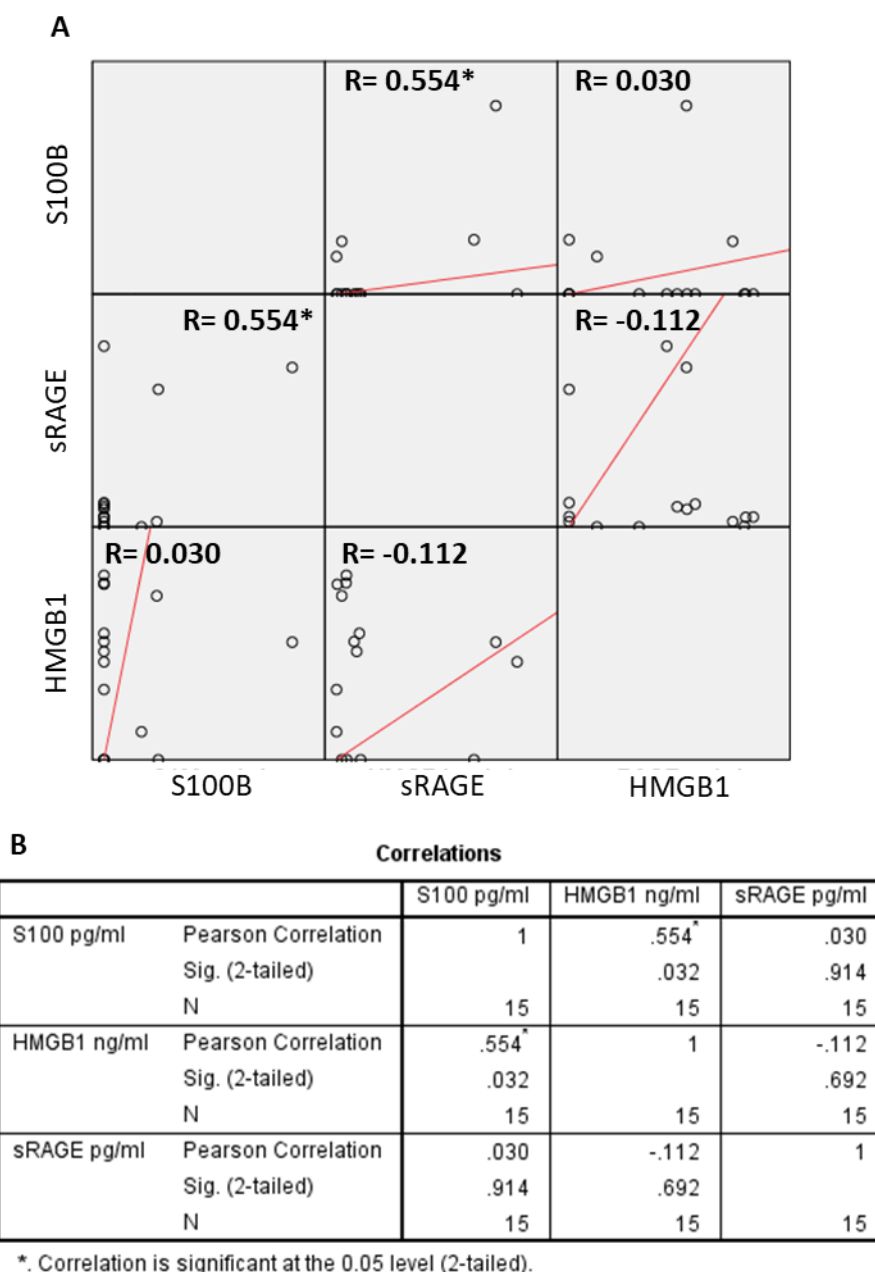 A
R= 0.554* R= 0.030
S100B
R= 0.554* R= -0.112
sRAGE
R= 0.030 R= -0.112
HMGB1
S100B sRAGE HMGB1
B
Correlations
S100 pg/ml HMGB1 ng/ml sRAGE pg/ml
S100 pg/ml Pearson Correlation 1 .554* .030
Sig. (2-tailed) .032 .914
N 15 15 15
HMGB1 ng/ml Pearson Correlation .554* 1 -.112
Sig. (2-tailed) .032 .692
N 15 15 15
sRAGE pg/ml Pearson Correlation .030 -.112 1
Sig. (2-tailed) .914 .692
N 15 15 15
*. Correlation is significant at the 0.05 level (2-tailed).